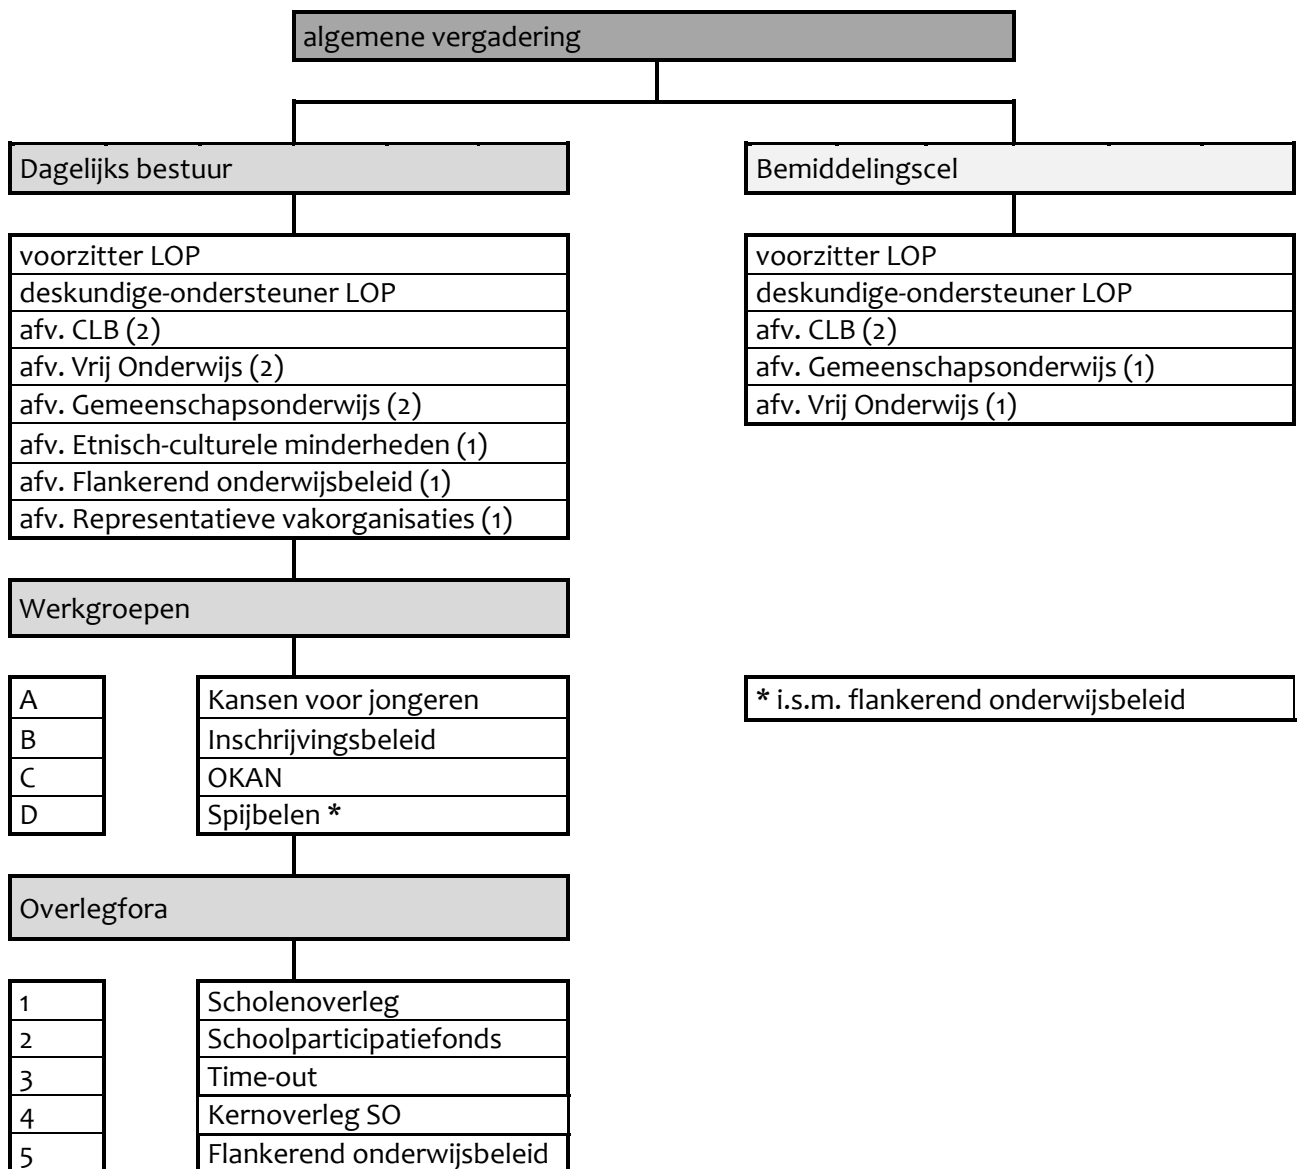 algemene vergadering
Dagelijks bestuur
voorzitter LOP
deskundige-ondersteuner LOP
afv. CLB (2)
afv. Vrij Onderwijs (2)
afv. Gemeenschapsonderwijs (2)
afv. Etnisch-culturele minderheden (1)
afv. Flankerend onderwijsbeleid (1)
afv. Representatieve vakorganisaties (1)
Bemiddelingscel
voorzitter LOP
deskundige-ondersteuner LOP
afv. CLB (2)
afv. Gemeenschapsonderwijs (1)
afv. Vrij Onderwijs (1)
Werkgroepen
A Kansen voor jongeren
B Inschrijvingsbeleid
C OKAN
D Spijbelen *
* i.s.m. flankerend onderwijsbeleid
Overlegfora
1 Scholenoverleg
2 Schoolparticipatiefonds
3 Time-out
4 Kernoverleg SO
5 Flankerend onderwijsbeleid